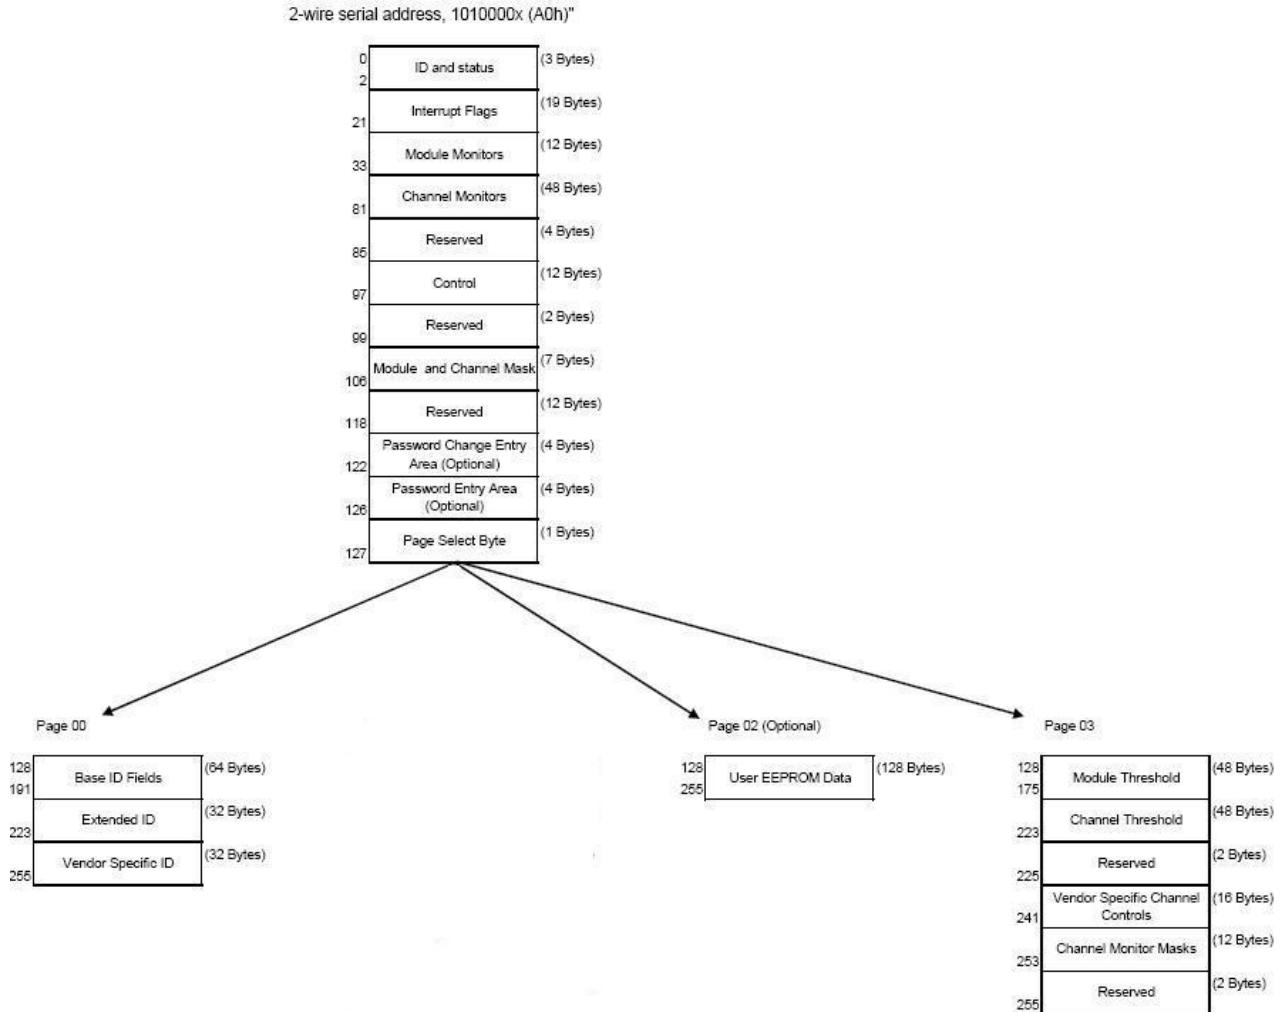 2-wire serial address, 1010000x (A0h)"
0
2
ID and status
(3 Bytes)
21
Interrupt Flags
(19 Bytes)
33
Module Monitors
(12 Bytes)
81
Channel Monitors
(48 Bytes)
85
Reserved
(4 Bytes)
97
Control
(12 Bytes)
99
Reserved
(2 Bytes)
106
Module and Channel Mask
(7 Bytes)
118
Reserved
(12 Bytes)
122
Password Change Entry
Area (Optional)
(4 Bytes)
126
Password Entry Area
(Optional)
(4 Bytes)
127
Page Select Byte
(1 Bytes)
Page 00
128
191
Base ID Fields
(64 Bytes)
223
Extended ID
(32 Bytes)
255
Vendor Specific ID
(32 Bytes)
Page 02 (Optional)
128
255
User EEPROM Data
(128 Bytes)
Page 03
128
175
Module Threshold
(48 Bytes)
223
Channel Threshold
(48 Bytes)
225
Reserved
(2 Bytes)
241
Vendor Specific Channel
Controls
(16 Bytes)
253
Channel Monitor Masks
(12 Bytes)
255
Reserved
(2 Bytes)